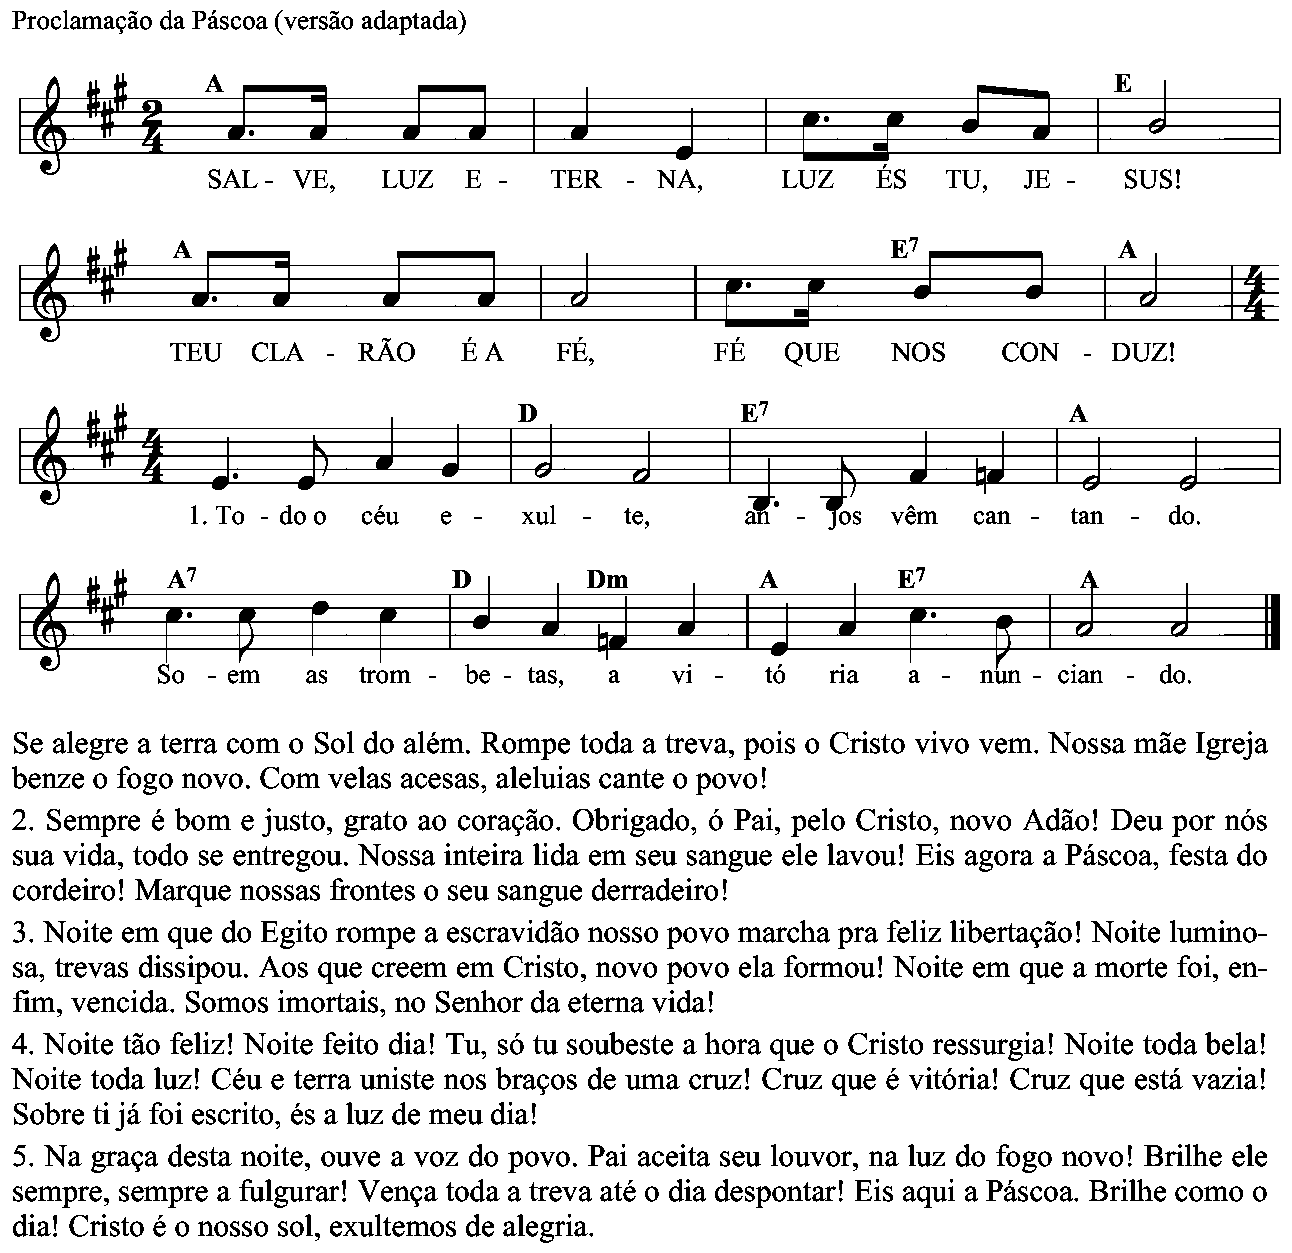 Proclamação da Páscoa (versão adaptada)
A E
2/4
SAL - VE, LUZ E - TER - NA, LUZ ÉS TU, JE - SUS!
A E7 A
4/4
TEU CLA - RÃO É A FÉ, FÉ QUE NOS CON - DUZ!
D E7 A
4/4
1. To - do o céu e - xul - te, an - jos vêm can - tan - do.
A7 D Dm A E7 A
So - em as trom - be - tas, a vi - tó ria a - nun - cian - do.
Se alegre a terra com o Sol do além. Rompe toda a treva, pois o Cristo vivo vem. Nossa mãe Igreja
benze o fogo novo. Com velas acesas, aleluias cante o povo!
2. Sempre é bom e justo, grato ao coração. Obrigado, ó Pai, pelo Cristo, novo Adão! Deu por nós
sua vida, todo se entregou. Nossa inteira lida em seu sangue ele lavou! Eis agora a Páscoa, festa do
cordeiro! Marque nossas frontes o seu sangue derradeiro!
3. Noite em que do Egito rompe a escravidão nosso povo marcha pra feliz libertação! Noite lumino-
sa, trevas dissipou. Aos que creem em Cristo, novo povo ela formou! Noite em que a morte foi, en-
fim, vencida. Somos imortais, no Senhor da eterna vida!
4. Noite tão feliz! Noite feito dia! Tu, só tu soubeste a hora que o Cristo ressurgia! Noite toda bela!
Noite toda luz! Céu e terra uniste nos braços de uma cruz! Cruz que é vitória! Cruz que está vazia!
Sobre ti já foi escrito, és a luz de meu dia!
5. Na graça desta noite, ouve a voz do povo. Pai aceita seu louvor, na luz do fogo novo! Brilhe ele
sempre, sempre a fulgurar! Vença toda a treva até o dia despontar! Eis aqui a Páscoa. Brilhe como o
dia! Cristo é o nosso sol, exultemos de alegria.